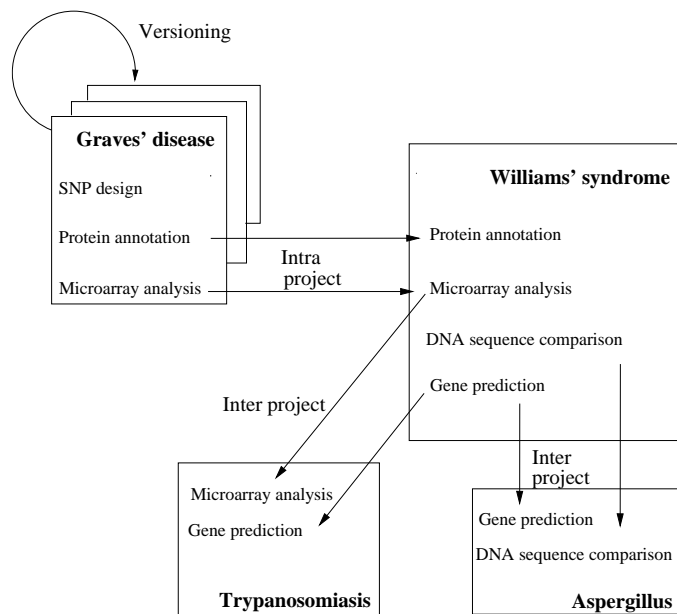 Versioning
Graves' disease
SNP design
Protein annotation
Microarray analysis
Intra
project
Williams' syndrome
Protein annotation
Microarray analysis
DNA sequence comparison
Gene prediction
Inter project
Inter
project
Microarray analysis
Gene prediction
Trypanosomiasis
Gene prediction
DNA sequence comparison
Aspergillus